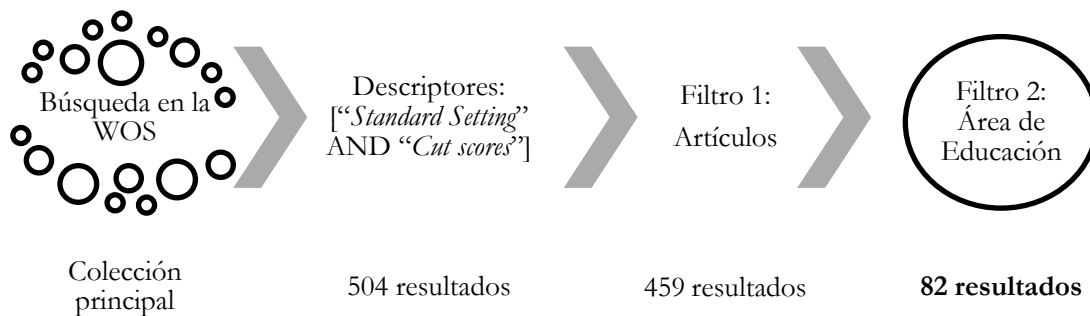 Búsqueda en la
WOS
Descriptores:
[“Standard Setting”
AND “Cut scores”]
Filtro 1:
Artículos
Filtro 2:
Área de
Educación
Colección
principal
504 resultados
459 resultados
82 resultados